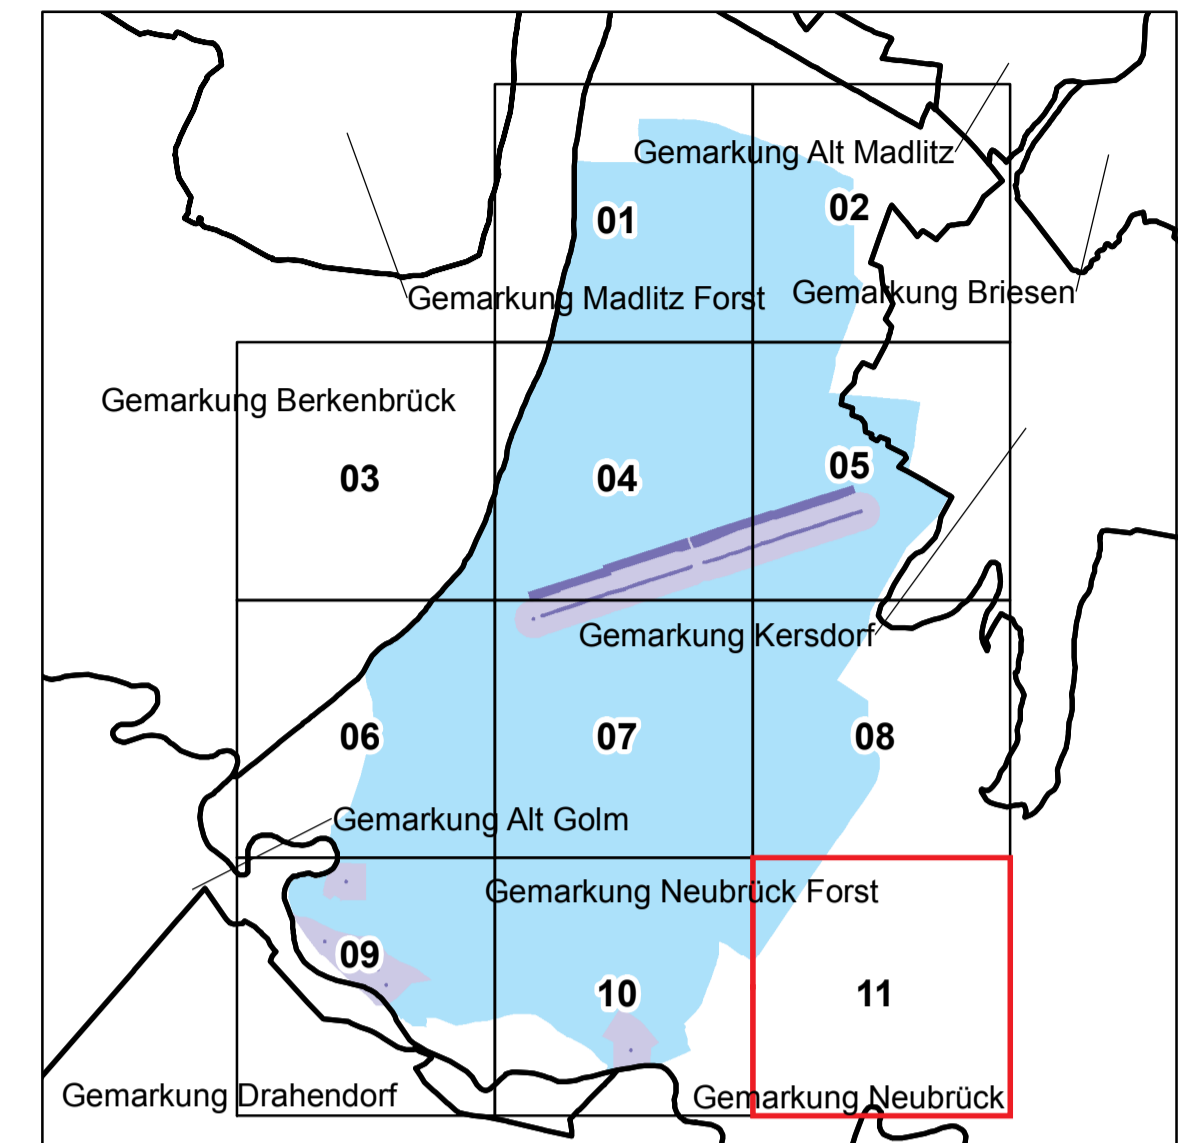 Gemarkung Alt Madlitz
01
02
Gemarkung Madlitz Forst
Gemarkung Briesen
Gemarkung Berkenbrück
03
04
05
Gemarkung Kersdorf
06
07
08
Gemarkung Alt Golm
Gemarkung Neubrück Forst
09
10
11
Gemarkung Drahendorf
Gemarkung Neubrück